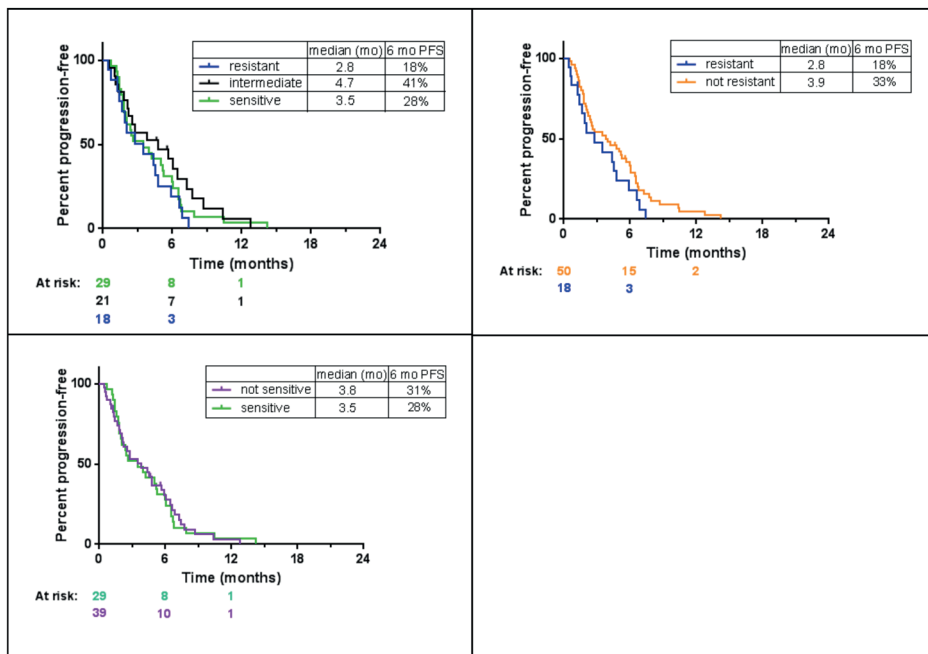 median (mo) 6 mo PFS
resistant 2.8 18%
intermediate 4.7 41%
sensitive 3.5 28%
Percent progression-free
100
50
0
0 6 12 18 24
Time (months)
At risk: 29 8 1
21 7 1
18 3
median (mo) 6 mo PFS
resistant 2.8 18%
not resistant 3.9 33%
Percent progression-free
100
50
0
0 6 12 18 24
Time (months)
At risk: 50 15 2
18 3
median (mo) 6 mo PFS
not sensitive 3.8 31%
sensitive 3.5 28%
Percent progression-free
100
50
0
0 6 12 18 24
Time (months)
At risk: 29 8 1
39 10 1